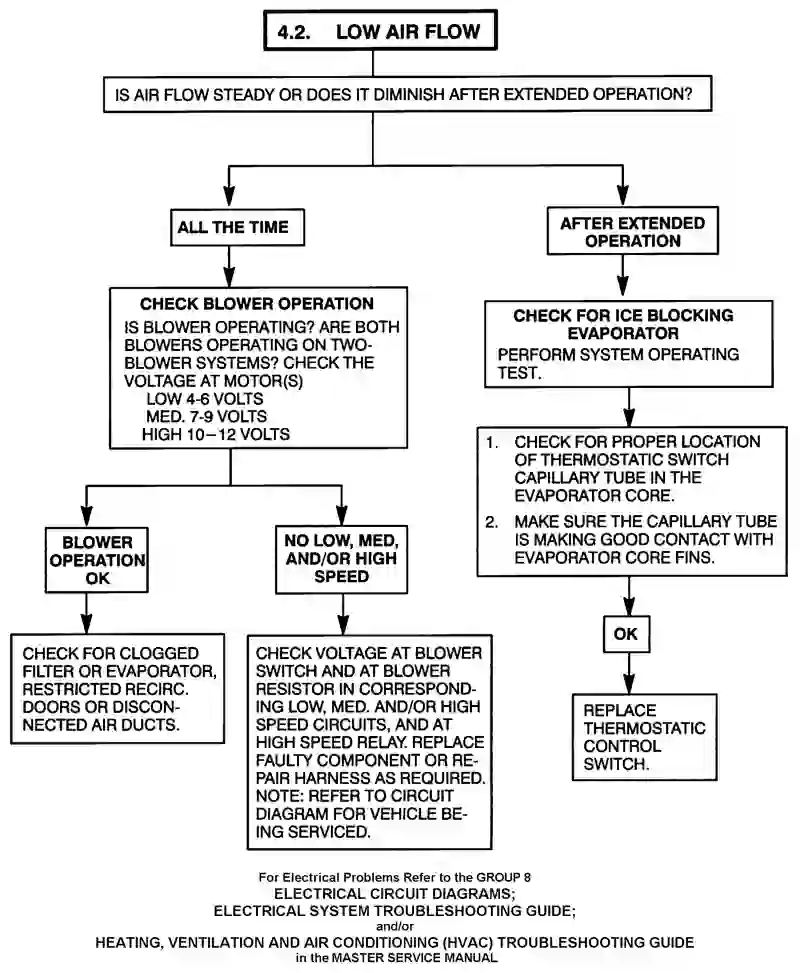 4.2. LOW AIR FLOW
IS AIR FLOW STEADY OR DOES IT DIMINISH AFTER EXTENDED OPERATION?
ALL THE TIME
CHECK BLOWER OPERATION
IS BLOWER OPERATING? ARE BOTH
BLOWERS OPERATING ON TWO-
BLOWER SYSTEMS? CHECK THE
VOLTAGE AT MOTOR(S)
LOW 4-6 VOLTS
MED. 7-9 VOLTS
HIGH 10–12 VOLTS
BLOWER
OPERATION
OK
CHECK FOR CLOGGED
FILTER OR EVAPORATOR,
RESTRICTED RECIRC.
DOORS OR DISCON-
NECTED AIR DUCTS.
NO LOW, MED,
AND/OR HIGH
SPEED
CHECK VOLTAGE AT BLOWER
SWITCH AND AT BLOWER
RESISTOR IN CORRESPOND-
ING LOW, MED. AND/OR HIGH
SPEED CIRCUITS, AND AT
HIGH SPEED RELAY. REPLACE
FAULTY COMPONENT OR RE-
PAIR HARNESS AS REQUIRED.
NOTE: REFER TO CIRCUIT
DIAGRAM FOR VEHICLE BE-
ING SERVICED.
AFTER EXTENDED
OPERATION
CHECK FOR ICE BLOCKING
EVAPORATOR
PERFORM SYSTEM OPERATING
TEST.
1. CHECK FOR PROPER LOCATION
OF THERMOSTATIC SWITCH
CAPILLARY TUBE IN THE
EVAPORATOR CORE.
2. MAKE SURE THE CAPILLARY TUBE
IS MAKING GOOD CONTACT WITH
EVAPORATOR CORE FINS.
OK
REPLACE
THERMOSTATIC
CONTROL
SWITCH.
For Electrical Problems Refer to the GROUP 8
ELECTRICAL CIRCUIT DIAGRAMS;
ELECTRICAL SYSTEM TROUBLESHOOTING GUIDE;
and/or
HEATING, VENTILATION AND AIR CONDITIONING (HVAC) TROUBLESHOOTING GUIDE
in the MASTER SERVICE MANUAL